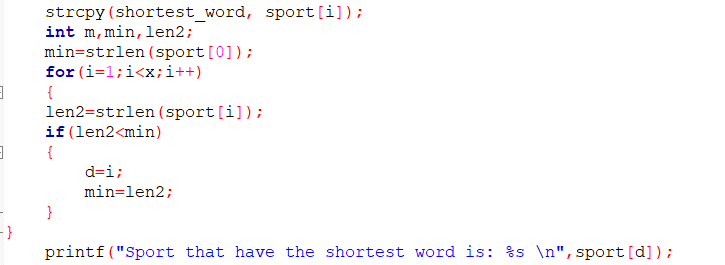 strcpy(shortest_word, sport[i]);
int m,min,len2;
min=strlen(sport[0]);
for(i=1;i<x;i++)
{
len2=strlen(sport[i]);
if(len2<min)
{
d=i;
min=len2;
}
}
printf("Sport that have the shortest word is: %s \n",sport[d]);